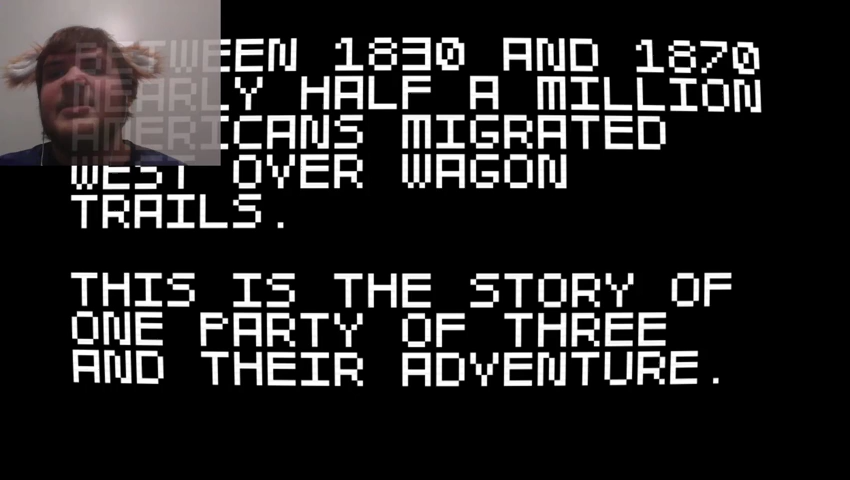 BETWEEN 1830 AND 1870
NEARLY HALF A MILLION
AMERICANS MIGRATED
WEST OVER WAGON
TRAILS.
THIS IS THE STORY OF
ONE PARTY OF THREE
AND THEIR ADVENTURE.